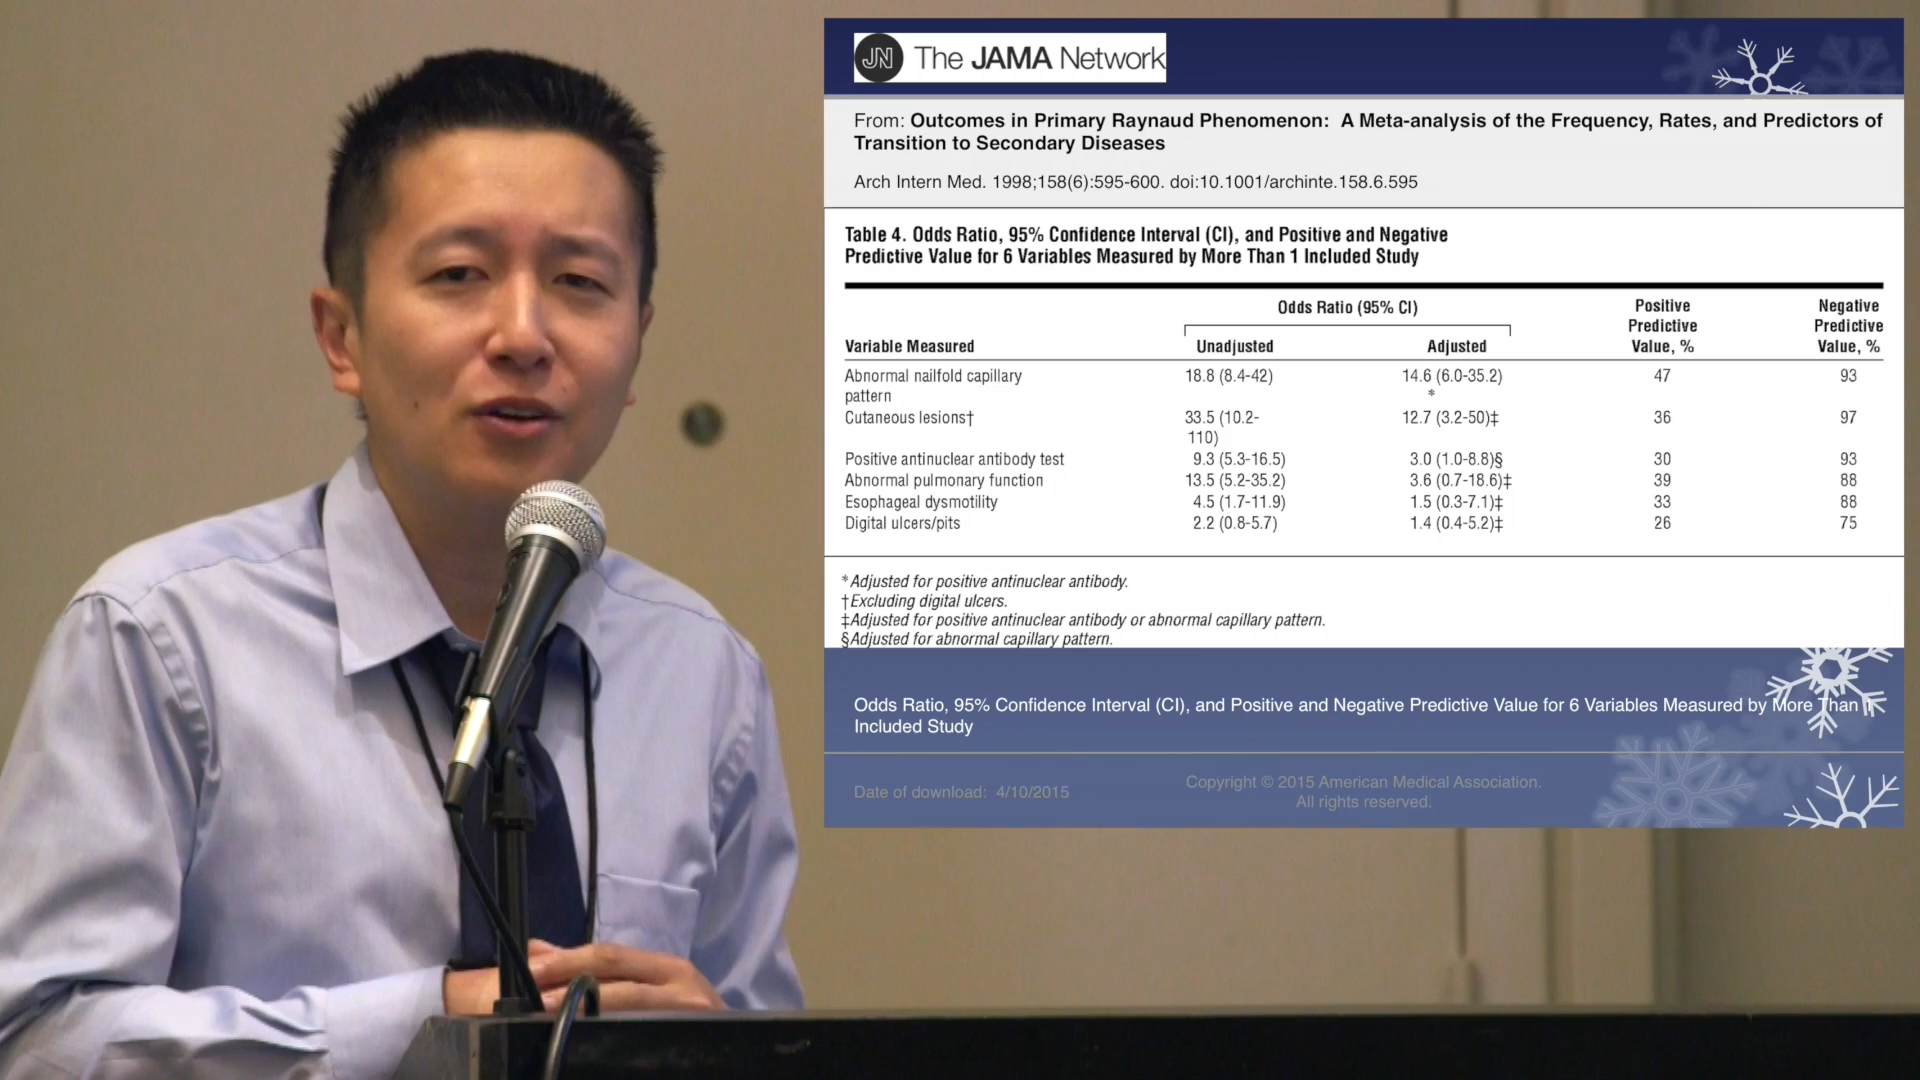 JN The JAMA Network
From: Outcomes in Primary Raynaud Phenomenon: A Meta-analysis of the Frequency, Rates, and Predictors of
Transition to Secondary Diseases
Arch Intern Med. 1998;158(6):595-600. doi:10.1001/archinte.158.6.595
Table 4. Odds Ratio, 95% Confidence Interval (CI), and Positive and Negative
Predictive Value for 6 Variables Measured by More Than 1 Included Study
Odds Ratio (95% CI) Positive Negative
Predictive Predictive
Variable Measured Unadjusted Adjusted Value, % Value, %
Abnormal nailfold capillary 18.8 (8.4-42) 14.6 (6.0-35.2) 47 93
pattern *
Cutaneous lesions† 33.5 (10.2- 12.7 (3.2-50)‡ 36 97
110)
Positive antinuclear antibody test 9.3 (5.3-16.5) 3.0 (1.0-8.8)§ 30 93
Abnormal pulmonary function 13.5 (5.2-35.2) 3.6 (0.7-18.6)‡ 39 88
Esophageal dysmotility 4.5 (1.7-11.9) 1.5 (0.3-7.1)‡ 33 88
Digital ulcers/pits 2.2 (0.8-5.7) 1.4 (0.4-5.2)‡ 26 75
*Adjusted for positive antinuclear antibody.
†Excluding digital ulcers.
‡Adjusted for positive antinuclear antibody or abnormal capillary pattern.
§Adjusted for abnormal capillary pattern.
Odds Ratio, 95% Confidence Interval (CI), and Positive and Negative Predictive Value for 6 Variables Measured by More Than 1
Included Study
Date of download: 4/10/2015
Copyright © 2015 American Medical Association.
All rights reserved.